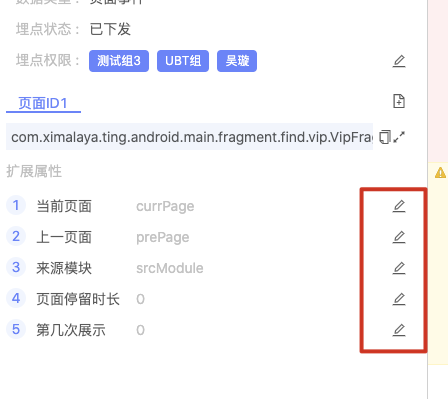 埋点状态： 已下发
埋点权限： 测试组3 UBT组 吴璇
页面ID1
com.ximalaya.ting.android.main.fragment.find.vip.VipFra
扩展属性
1 当前页面 currPage
2 上一页面 prePage
3 来源模块 srcModule
4 页面停留时长 0
5 第几次展示 0